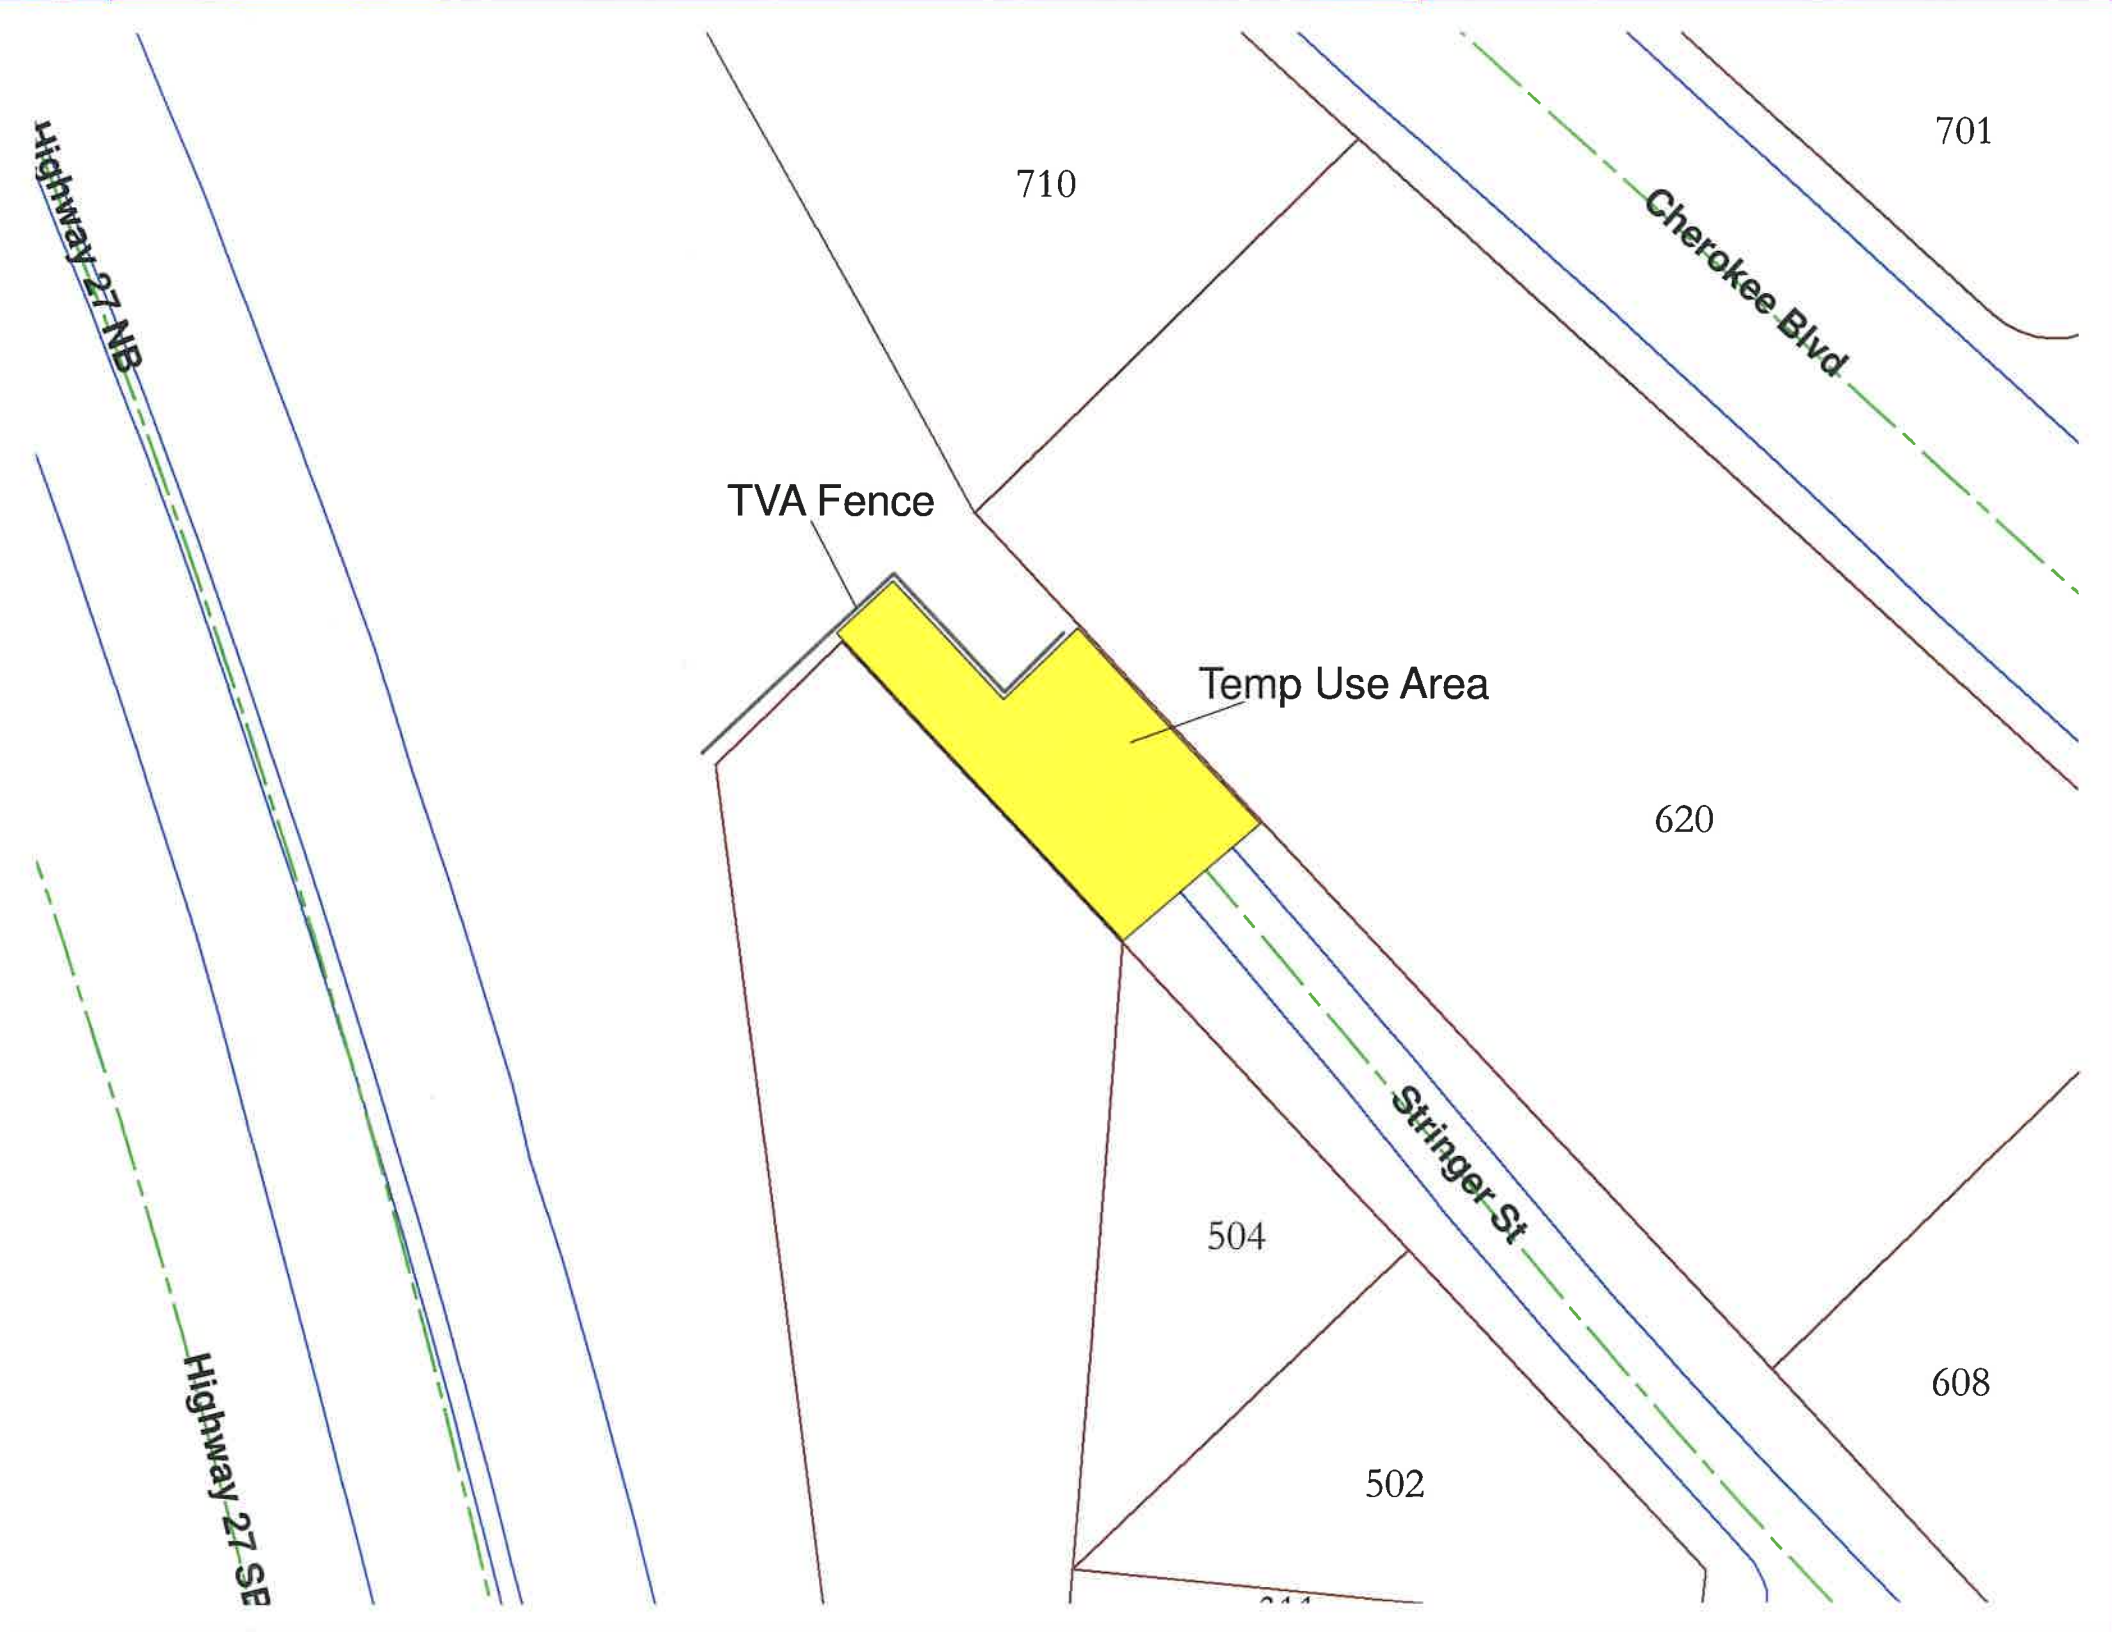 701
710
Highway 27 NB
Cherokee Blvd
TVA Fence
Temp Use Area
620
Stringer St
504
608
Highway 27 SB
502